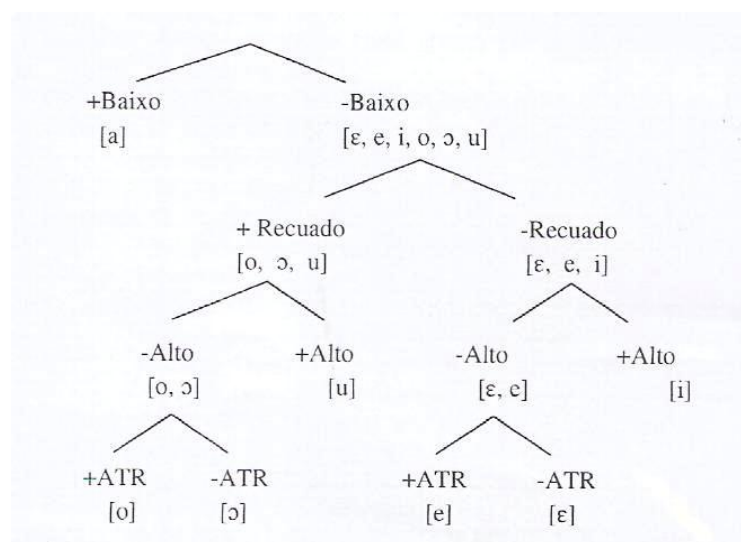 +Baixo -Baixo
[a] [ɛ, e, i, o, ɔ, u]
+ Recuado -Recuado
[o, ɔ, u] [ɛ, e, i]
-Alto +Alto -Alto +Alto
[o, ɔ] [u] [ɛ, e] [i]
+ATR -ATR +ATR -ATR
[o] [ɔ] [e] [ɛ]